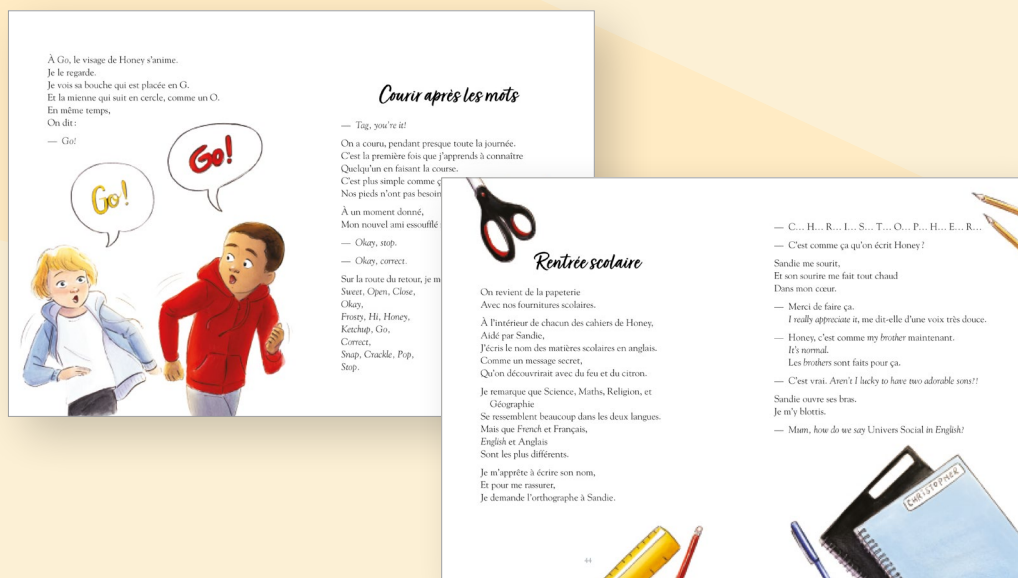 À Go, le visage de Honey s'anime.
Je le regarde.
Je vois sa bouche qui est placée en G.
Et la mienne qui suit en cercle, comme un O.
En même temps,
On dit :
— Go!
Go!
Go!
Courir après les mots
— Tag, you're it!
On a couru, pendant presque toute la journée.
C'est la première fois que j'apprends à connaître
Quelqu'un en faisant la course.
C'est plus simple comme
Nos pieds n'ont pas besoin
À un moment donné,
Mon nouvel ami essoufflé
— Okay, stop.
— Okay, correct.
Sur la route du retour, je
Sweet, Open, Close,
Okay,
Frosty, Hi, Honey,
Ketchup, Go,
Correct,
Snap, Crackle, Pop,
Stop.
Rentrée scolaire
On revient de la papeterie
Avec nos fournitures scolaires.
À l'intérieur de chacun des cahiers de Honey,
Aidé par Sandie,
J'écris le nom des matières scolaires en anglais.
Comme un message secret,
Qu'on découvrirait avec du feu et du citron.
Je remarque que Science, Maths, Religion, et
Géographie
Se ressemblent beaucoup dans les deux langues.
Mais que French et Français,
English et Anglais
Sont les plus différents.
Je m'apprête à écrire son nom,
Et pour me rassurer,
Je demande l'orthographe à Sandie.
44
— C… H… R… I… S… T… O… P… H… E… R…
— C'est comme ça qu'on écrit Honey ?
Sandie me sourit,
Et son sourire me fait tout chaud
Dans mon cœur.
— Merci de faire ça.
I really appreciate it, me dit-elle d'une voix très douce.
— Honey, c'est comme my brother maintenant.
It's normal.
Les brothers sont faits pour ça.
— C'est vrai. Aren't I lucky to have two adorable sons?!
Sandie ouvre ses bras.
Je m'y blottis.
— Mum, how do we say Univers Social in English?
CHRISTOPHER